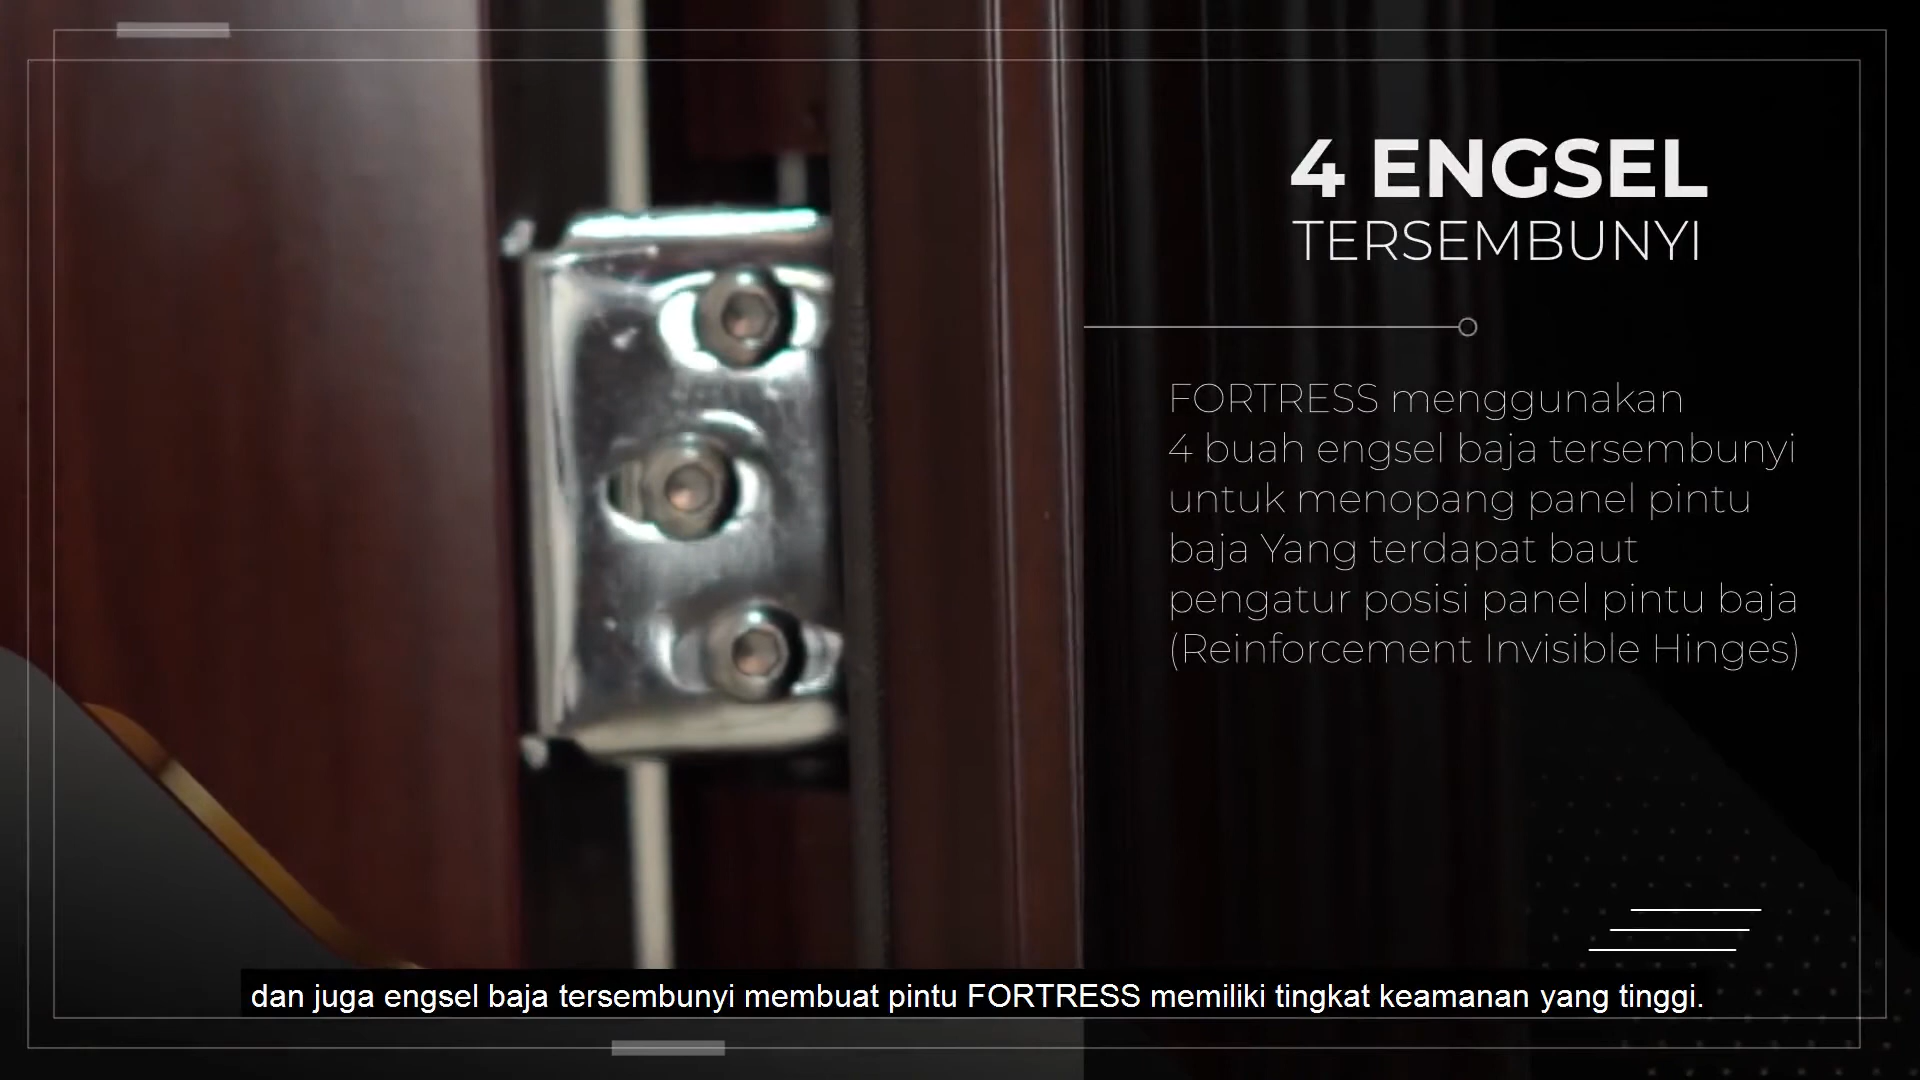 4 ENGSEL
TERSEMBUNYI
FORTRESS menggunakan
4 buah engsel baja tersembunyi
untuk menopang panel pintu
baja Yang terdapat baut
pengatur posisi panel pintu baja
(Reinforcement Invisible Hinges)
dan juga engsel baja tersembunyi membuat pintu FORTRESS memiliki tingkat keamanan yang tinggi.